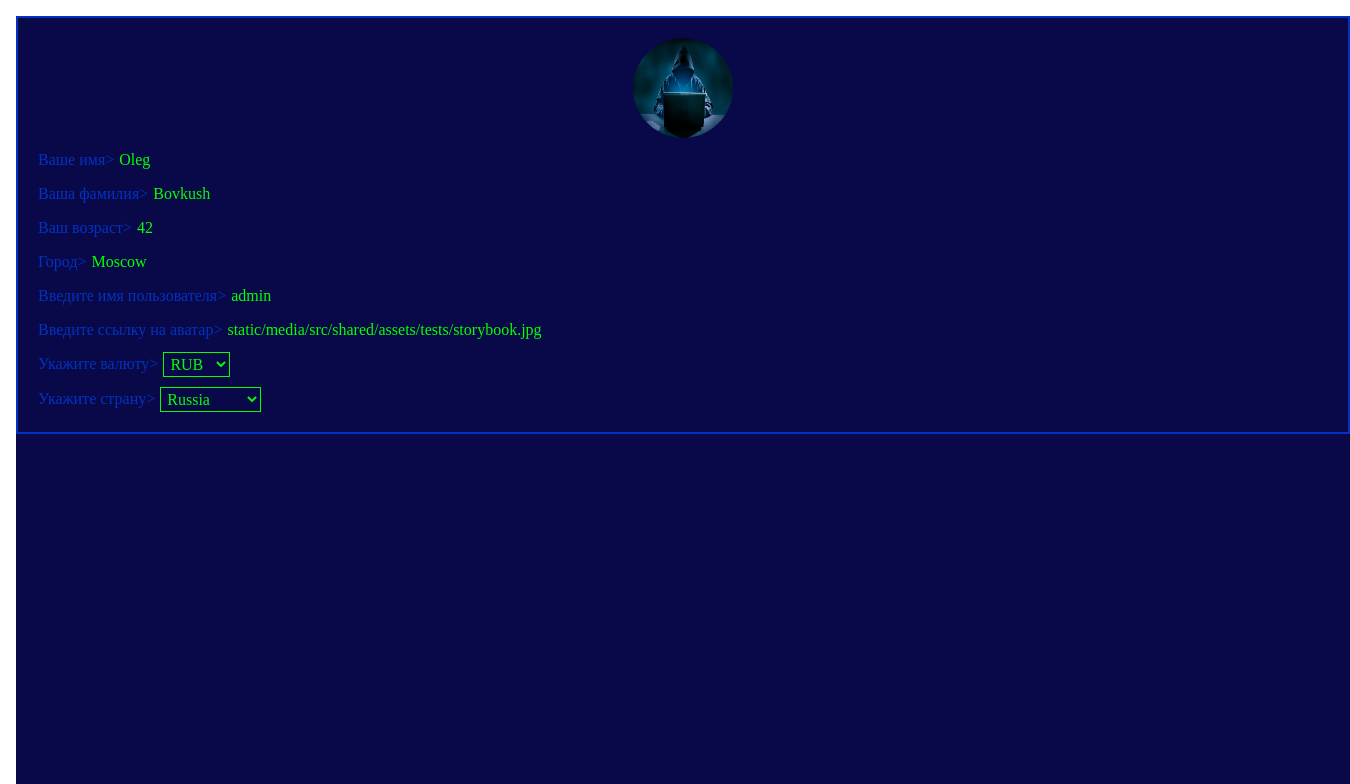 Ваше имя> Oleg
Ваша фамилия> Bovkush
Ваш возраст> 42
Город> Moscow
Введите имя пользователя> admin
Введите ссылку на аватар> static/media/src/shared/assets/tests/storybook.jpg
Укажите валюту> RUB
Укажите страну> Russia